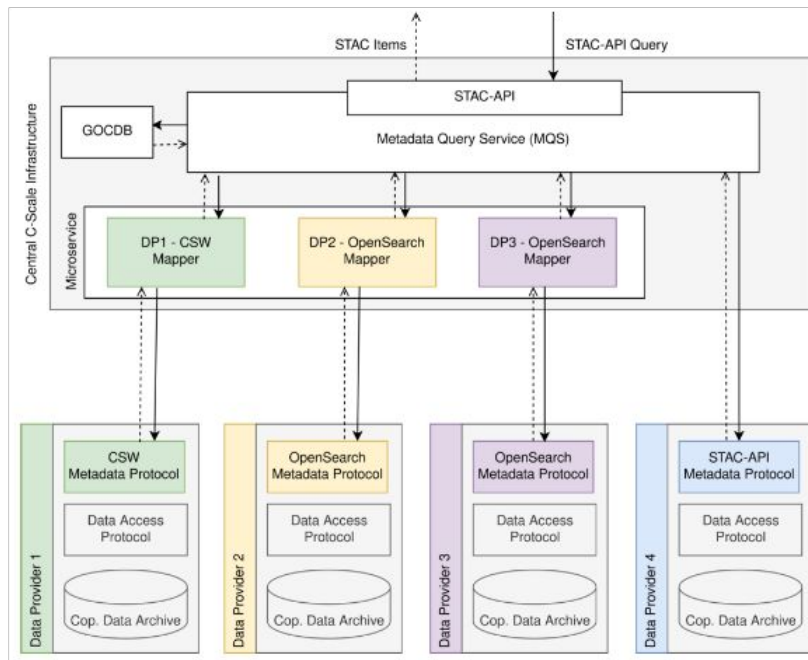 STAC Items
STAC-API Query
STAC-API
GOCDB
Metadata Query Service (MQS)
Central C-Scale Infrastructure
Microservice
DP1 - CSW
Mapper
DP2 - OpenSearch
Mapper
DP3 - OpenSearch
Mapper
Data Provider 1
CSW
Metadata Protocol
Data Access
Protocol
Cop. Data Archive
Data Provider 2
OpenSearch
Metadata Protocol
Data Access
Protocol
Cop. Data Archive
Data Provider 3
OpenSearch
Metadata Protocol
Data Access
Protocol
Cop. Data Archive
Data Provider 4
STAC-API
Metadata Protocol
Data Access
Protocol
Cop. Data Archive